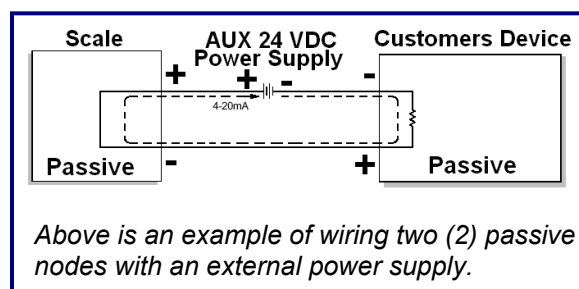 Scale
AUX 24 VDC
Power Supply
Customers Device
+
+
-
-
4-20mA
Passive
-
+
Passive
Above is an example of wiring two (2) passive
nodes with an external power supply.